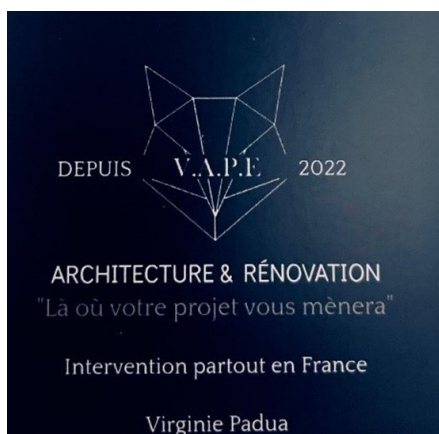 DEPUIS V.A.P.E 2022
ARCHITECTURE & RÉNOVATION
"Là où votre projet vous mènera"
Intervention partout en France
Virginie Padua